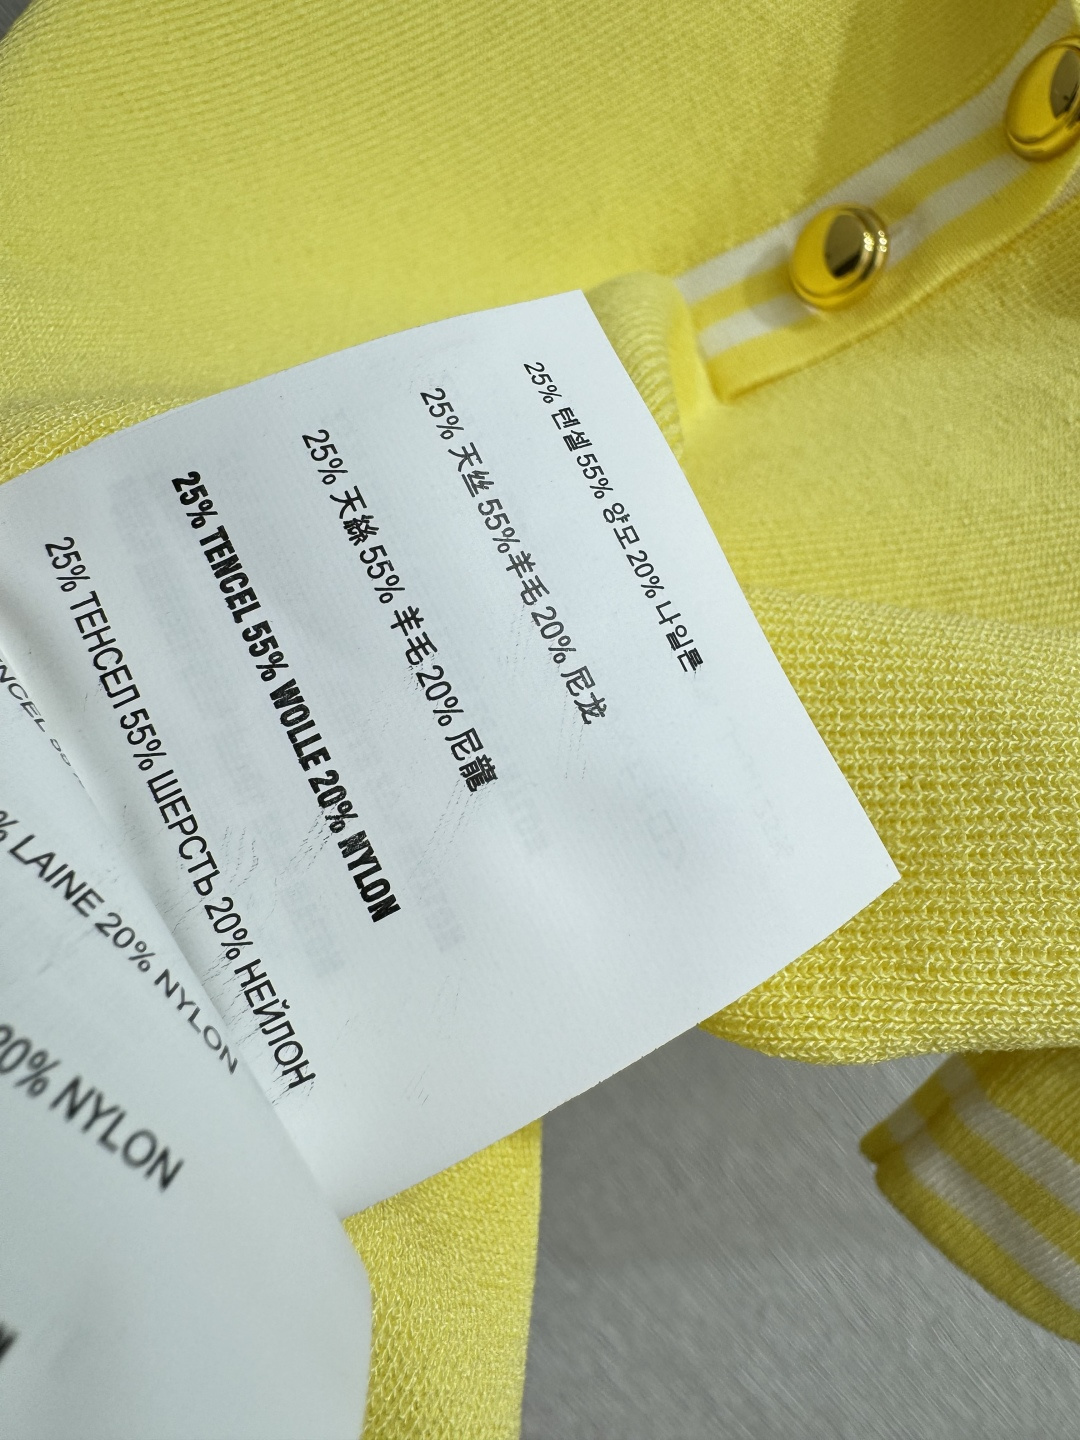 25% 텐셀 55% 양모 20% 나일론
25% 天丝 55% 羊毛 20% 尼龙
25% 天絲 55% 羊毛 20% 尼龍
25% TENCEL 55% WOLLE 20% NYLON
25% ТЕНСЕЛ 55% ШЕРСТЬ 20% НЕЙЛОН
% LAINE 20% NYLON
20% NYLON